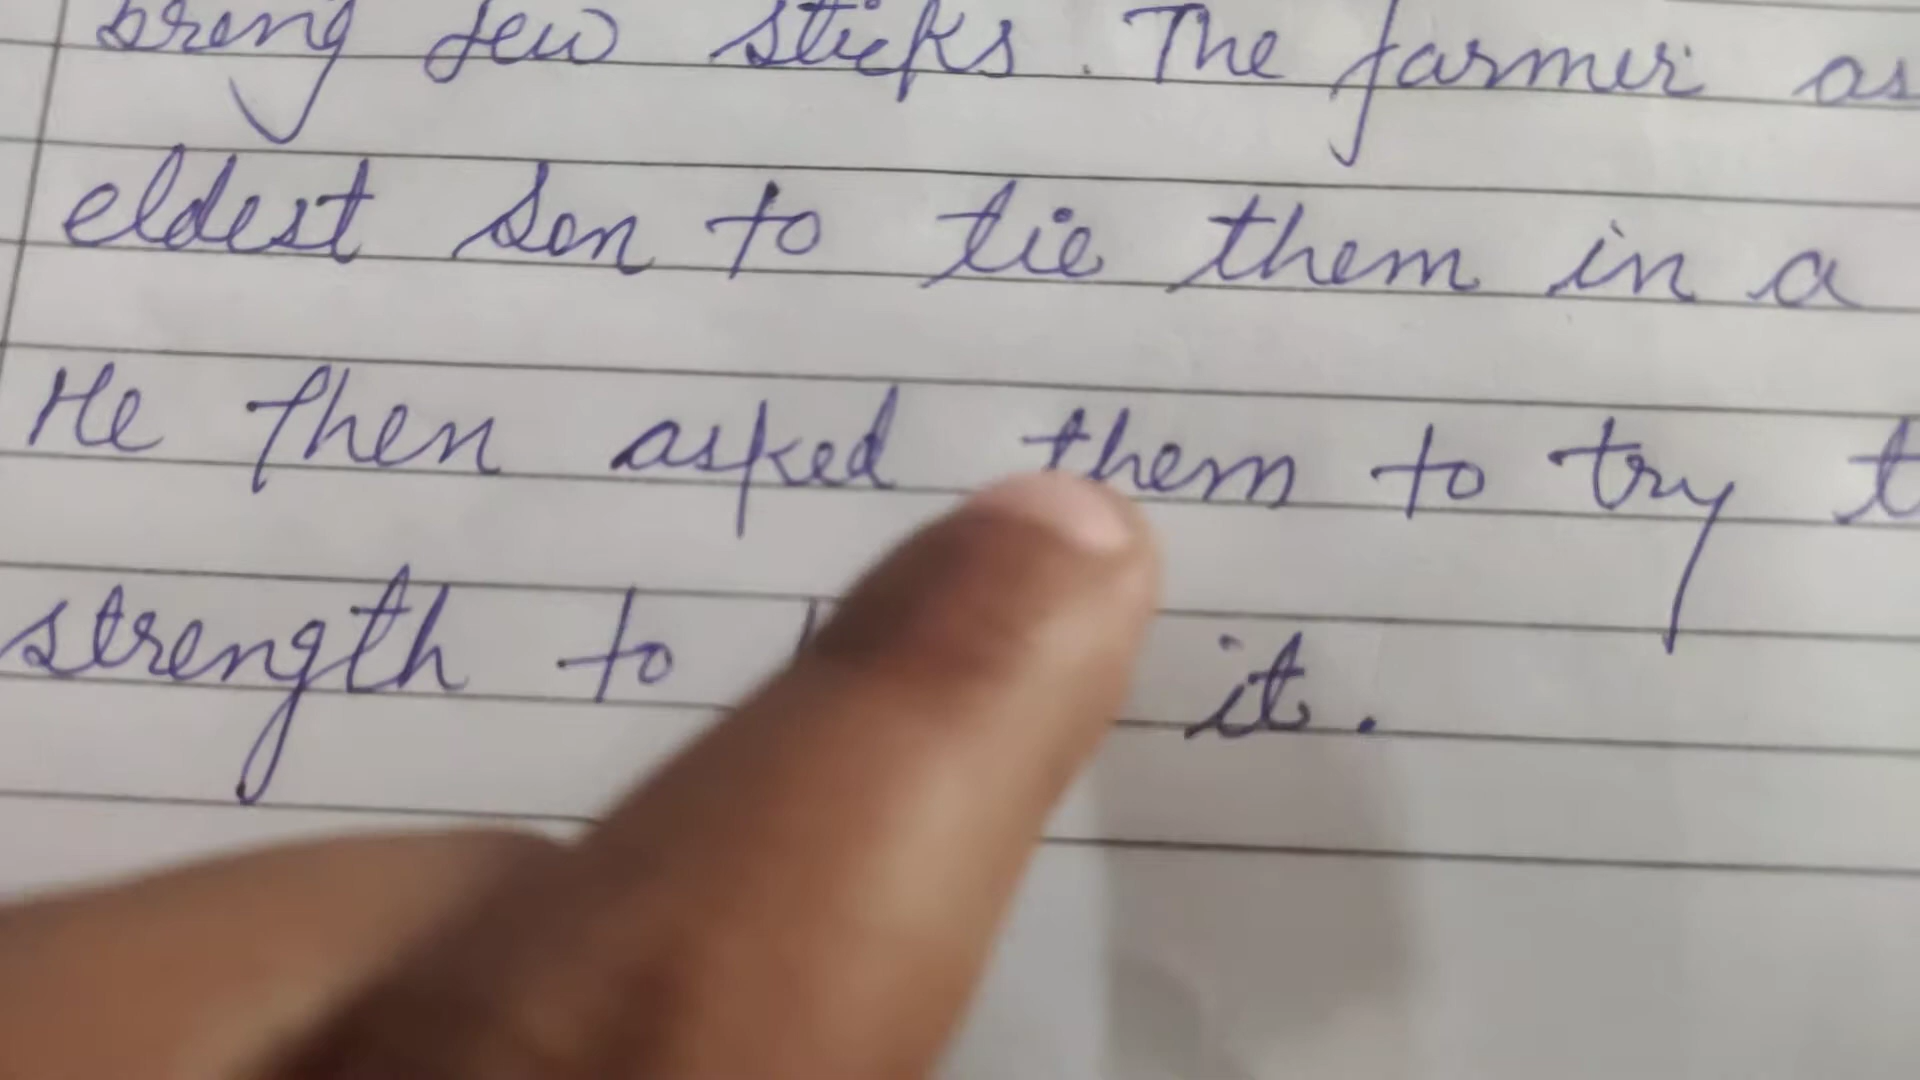 bring few sticks. The farmer as
eldest son to tie them in a
He then asked them to try t
strength to it.